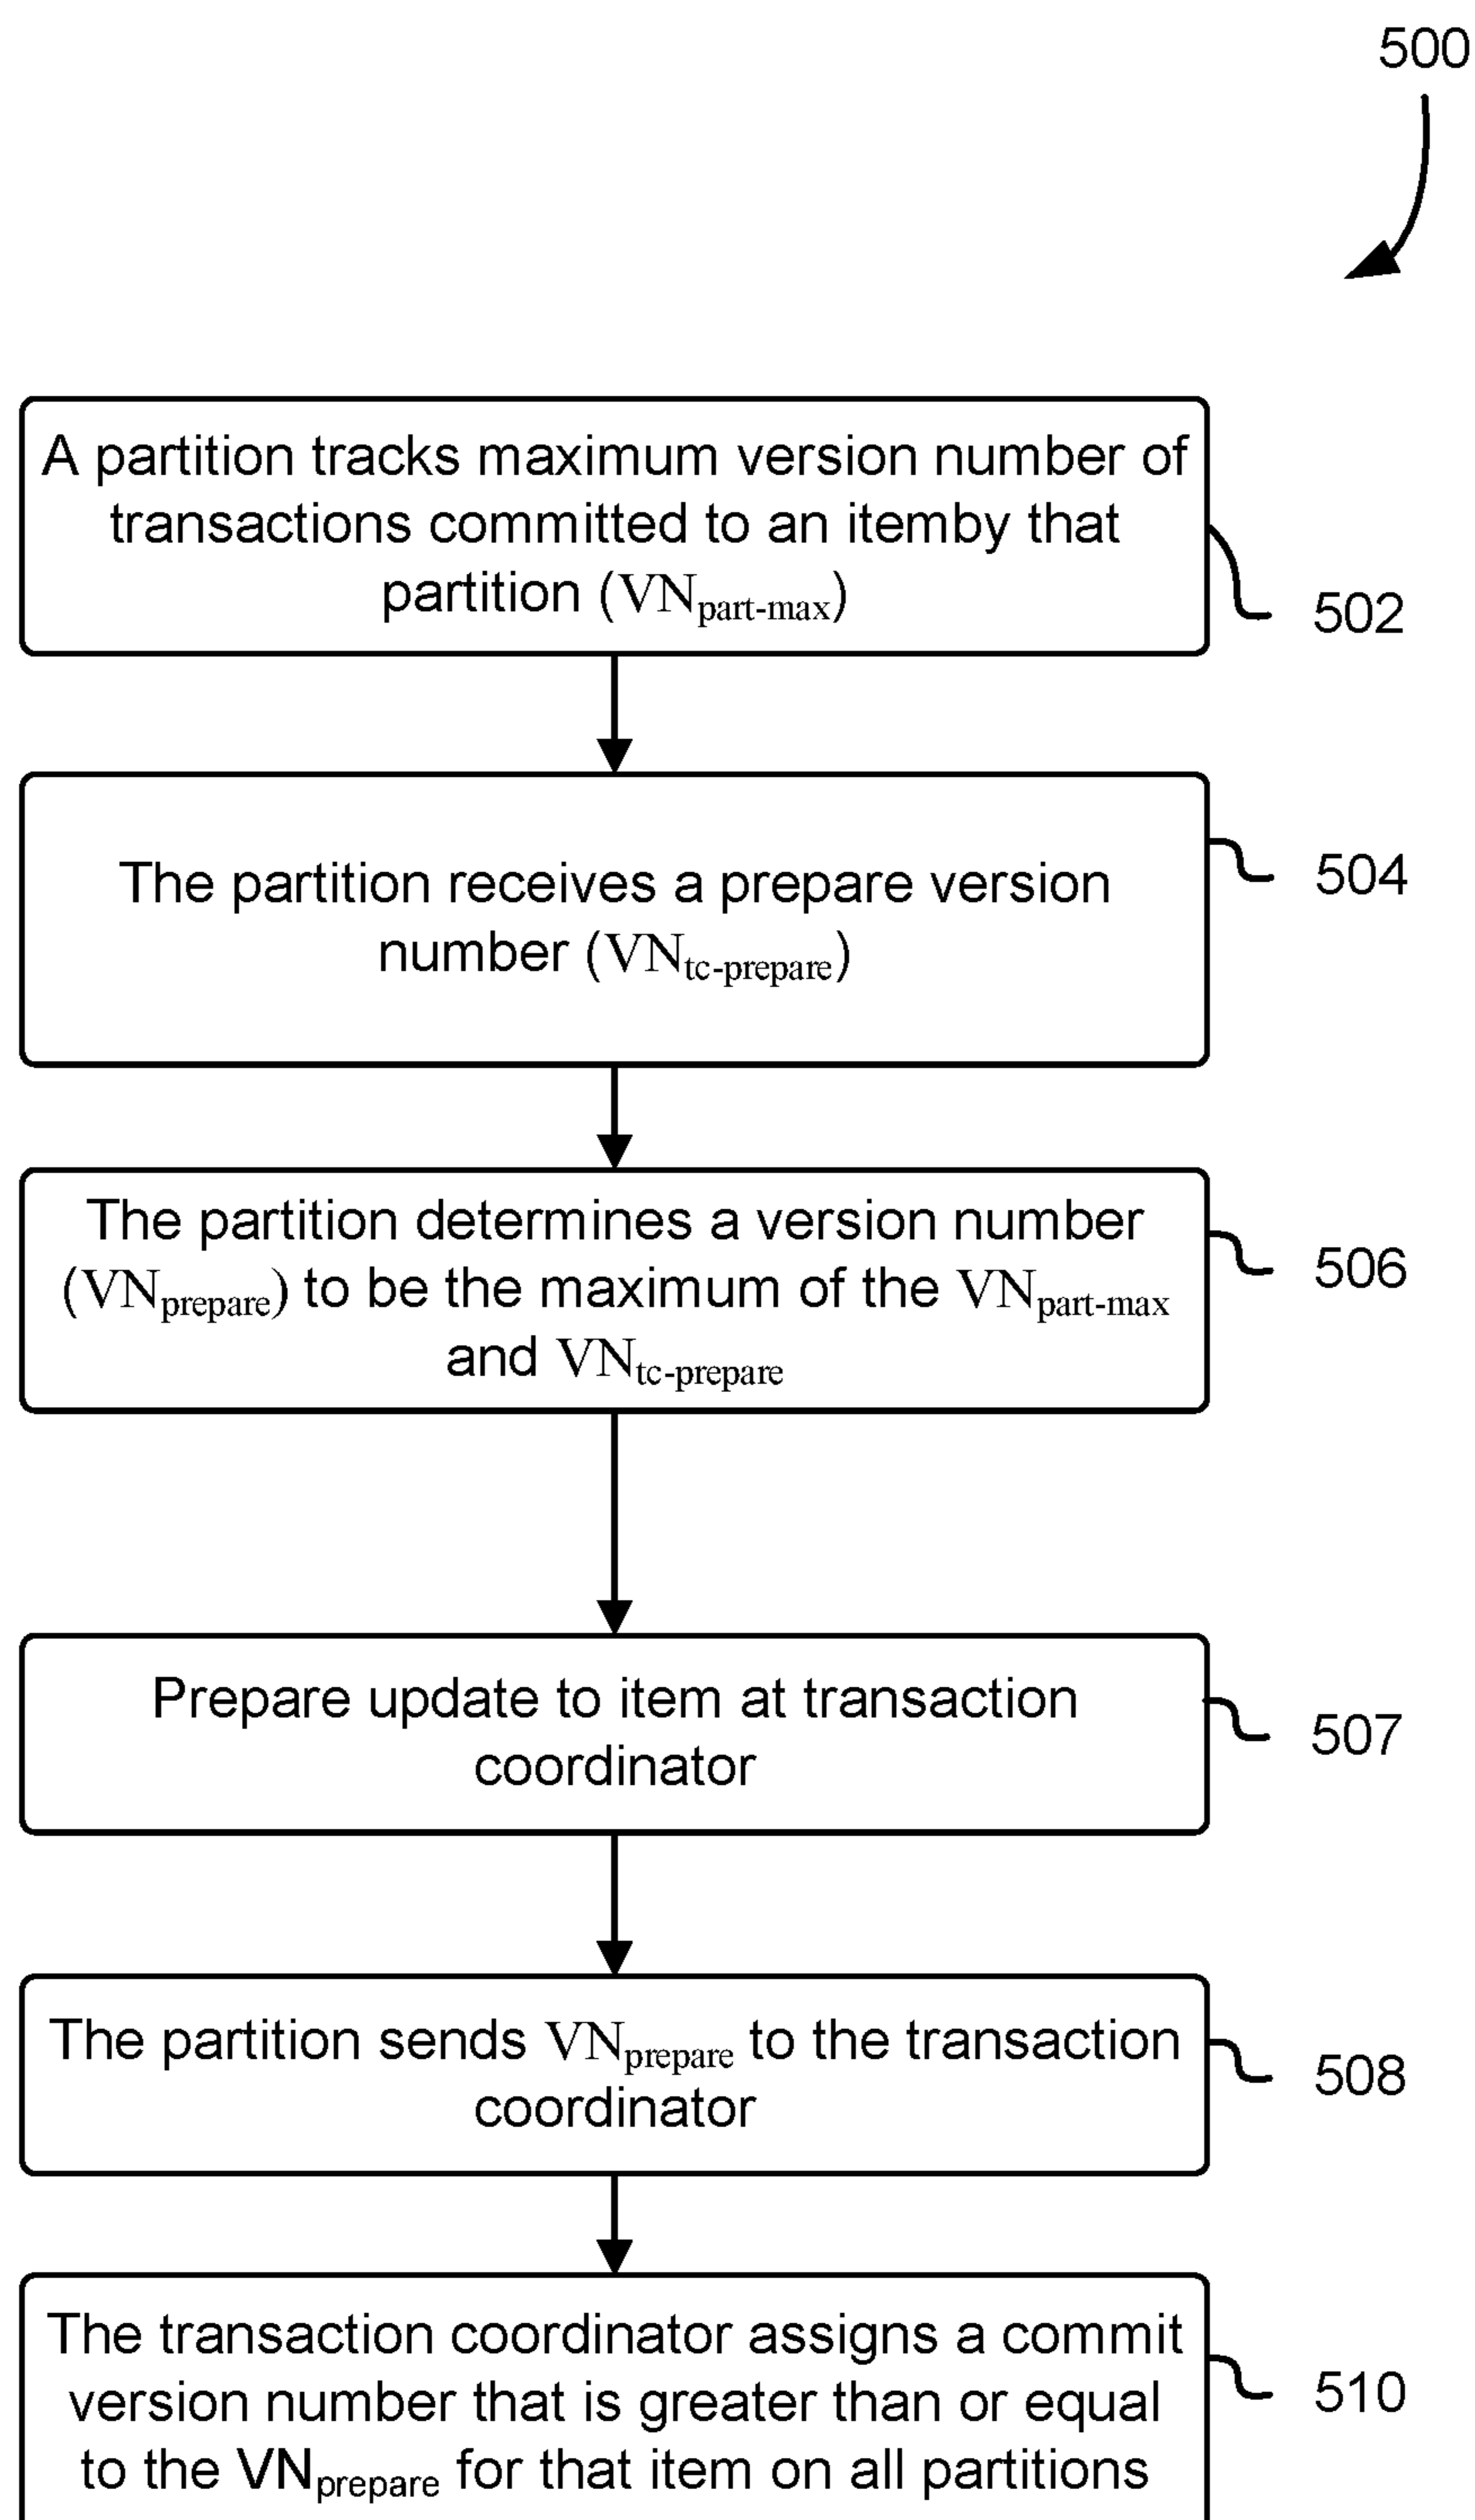 500
A partition tracks maximum version number of
transactions committed to an itemby that
partition (VNpart-max)
502
The partition receives a prepare version
number (VNtc-prepare)
504
The partition determines a version number
(VNprepare) to be the maximum of the VNpart-max
and VNtc-prepare
506
Prepare update to item at transaction
coordinator
507
The partition sends VNprepare to the transaction
coordinator
508
The transaction coordinator assigns a commit
version number that is greater than or equal
to the VNprepare for that item on all partitions
510